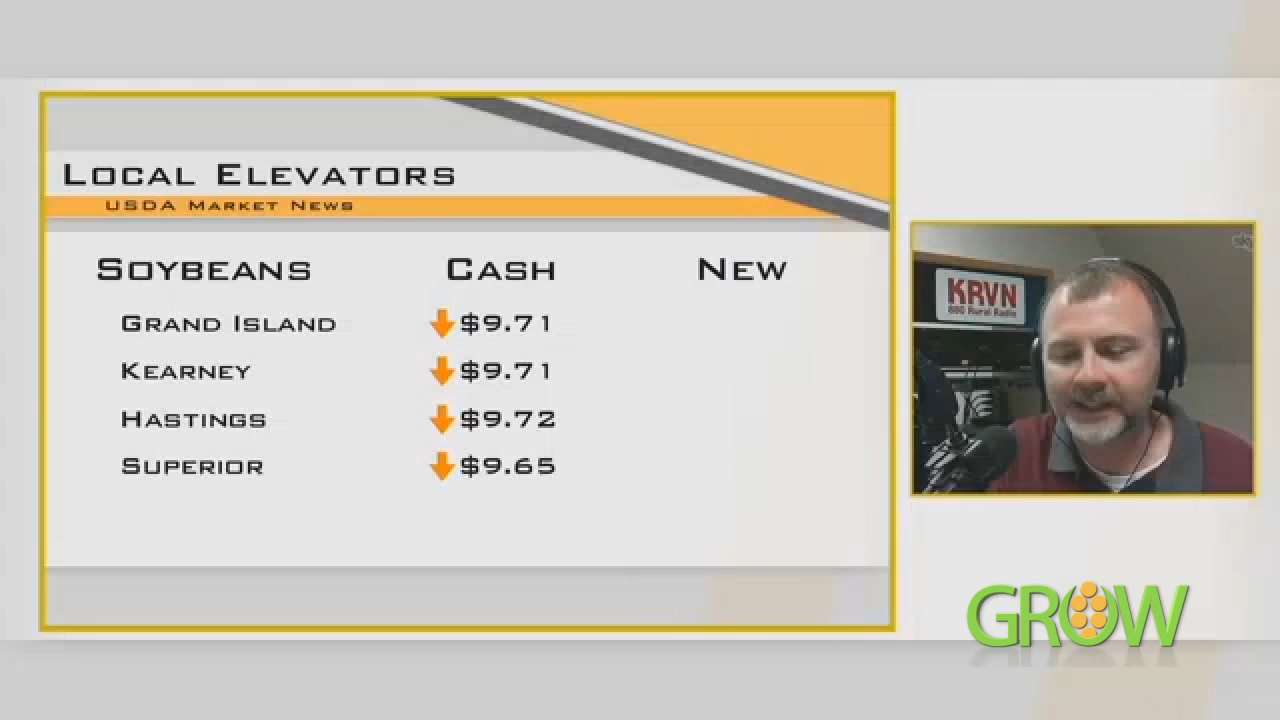 Local Elevators
USDA Market News
Soybeans Cash New
Grand Island $9.71
Kearney $9.71
Hastings $9.72
Superior $9.65
sky
KRVN
880 Rural Radio
GROW